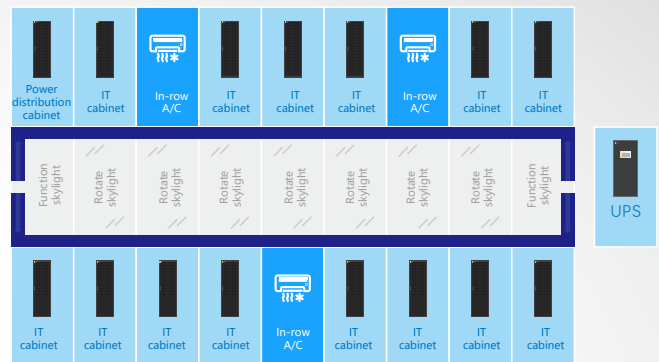 Power
distribution
cabinet
IT
cabinet
In-row
A/C
IT
cabinet
IT
cabinet
IT
cabinet
In-row
A/C
IT
cabinet
IT
cabinet
Function
skylight
Rotate
skylight
Rotate
skylight
Rotate
skylight
Rotate
skylight
Rotate
skylight
Rotate
skylight
Rotate
skylight
Function
skylight
UPS
IT
cabinet
IT
cabinet
IT
cabinet
IT
cabinet
In-row
A/C
IT
cabinet
IT
cabinet
IT
cabinet
IT
cabinet